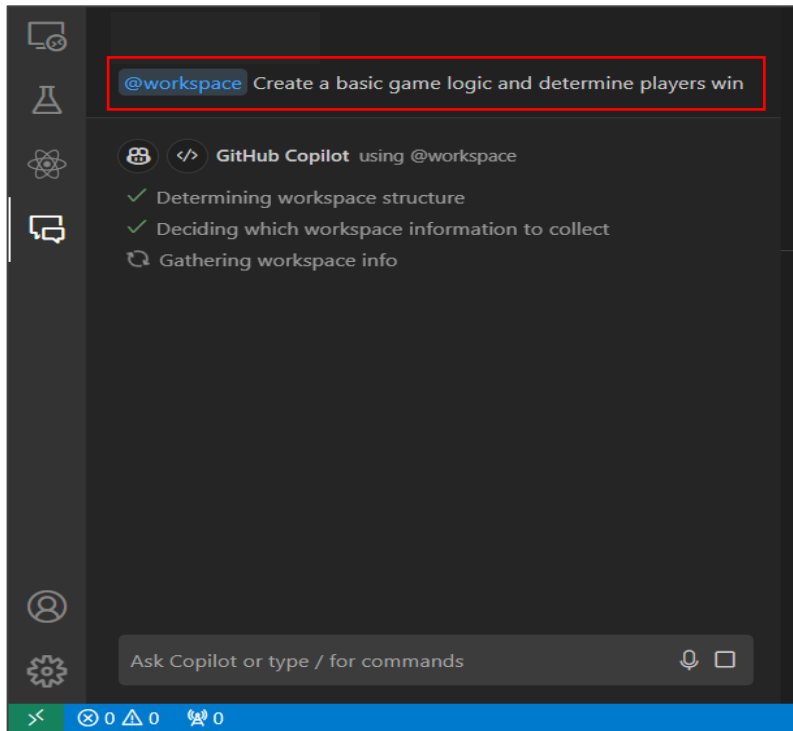 @workspace Create a basic game logic and determine players win
GitHub Copilot using @workspace
Determining workspace structure
Deciding which workspace information to collect
Gathering workspace info
Ask Copilot or type / for commands
0 0 0